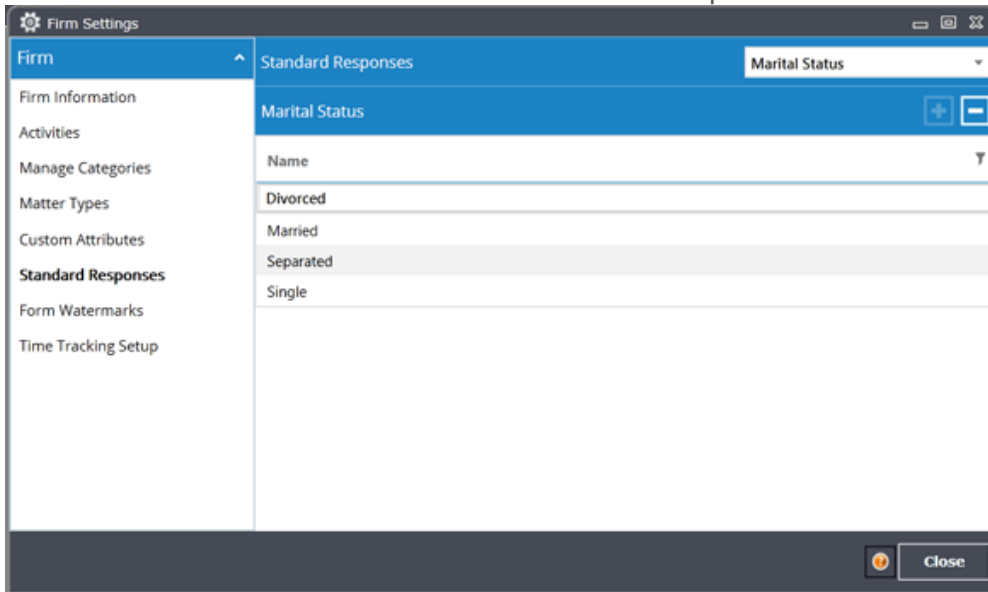 Firm Settings
Firm
Standard Responses
Marital Status
Firm Information
Activities
Manage Categories
Matter Types
Custom Attributes
Standard Responses
Form Watermarks
Time Tracking Setup
Marital Status
Name
Divorced
Married
Separated
Single
Close